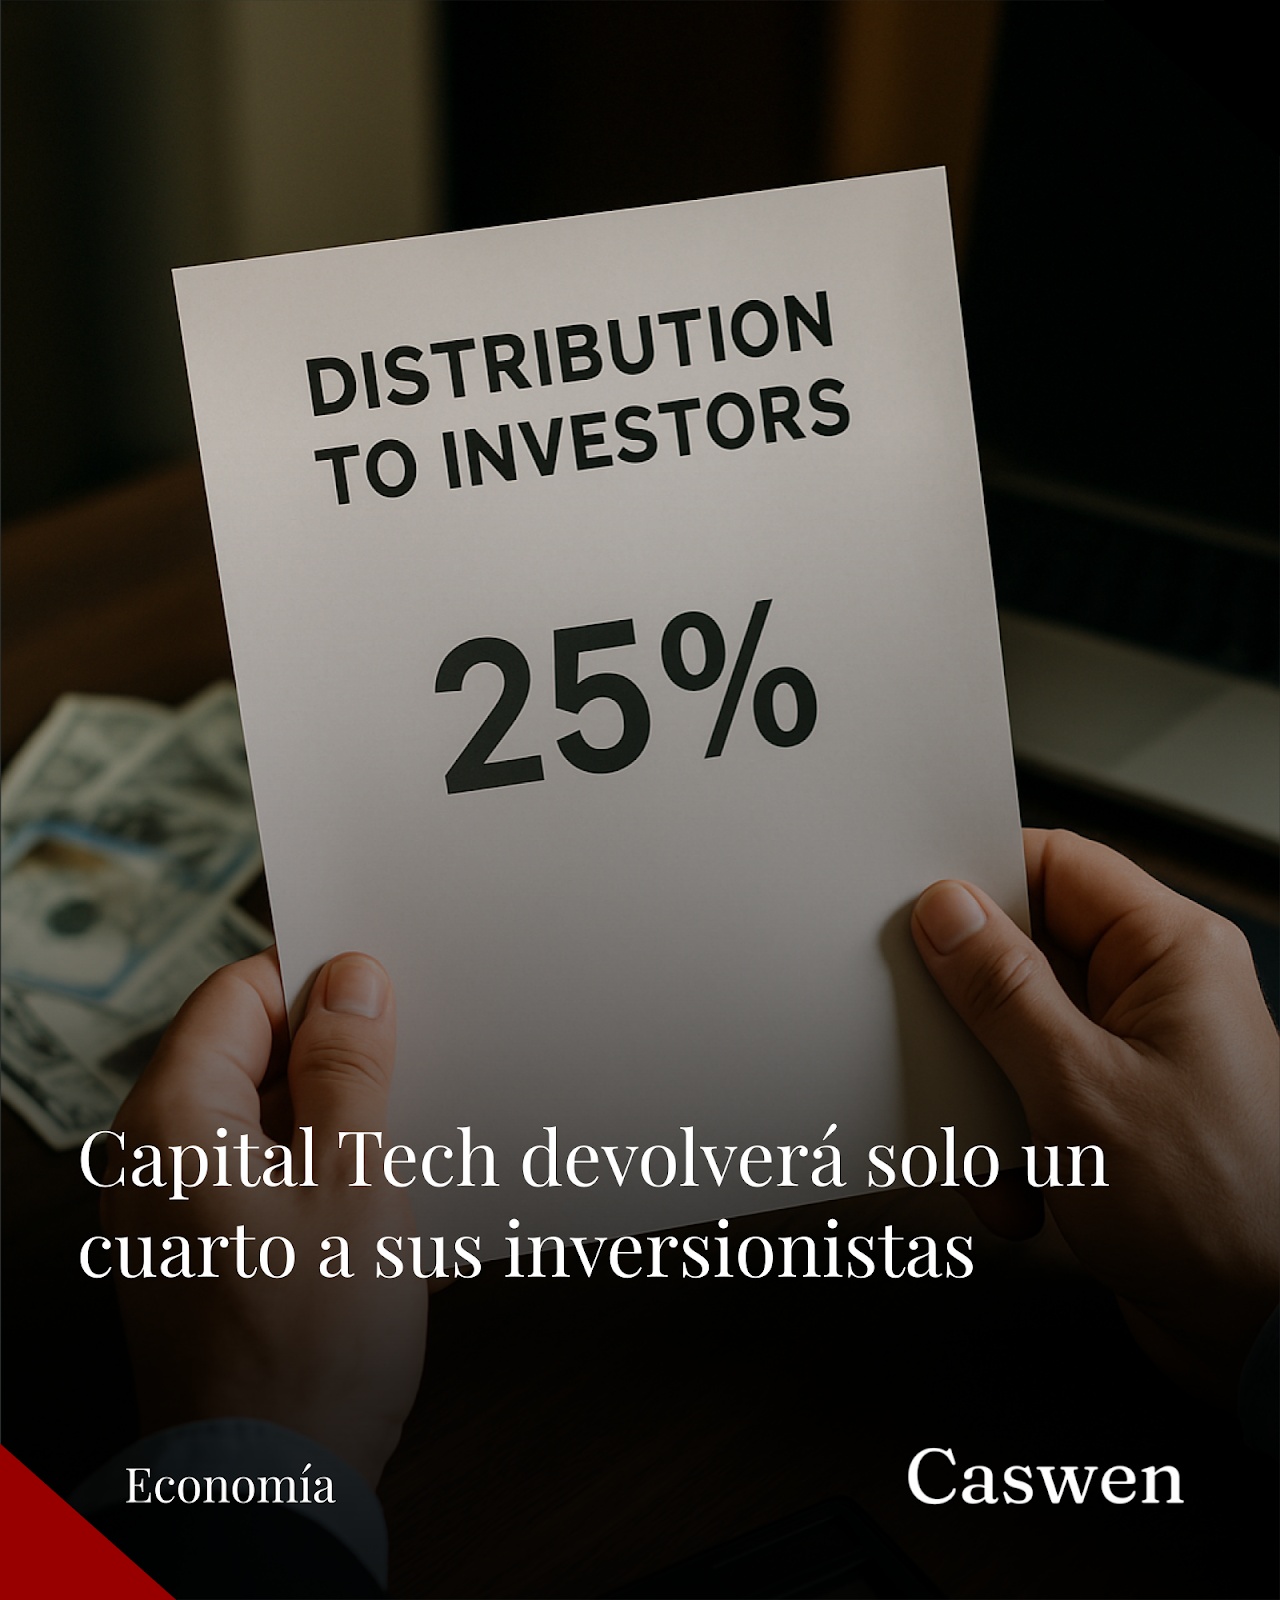 DISTRIBUTION
TO INVESTORS
25%
Capital Tech devolverá solo un
cuarto a sus inversionistas
Economía
Caswen